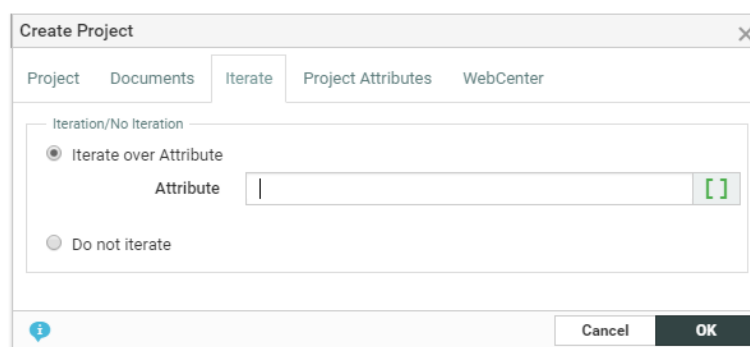 Create Project
Project Documents Iterate Project Attributes WebCenter
Iteration/No Iteration
Iterate over Attribute
Attribute
[]
Do not iterate
Cancel OK